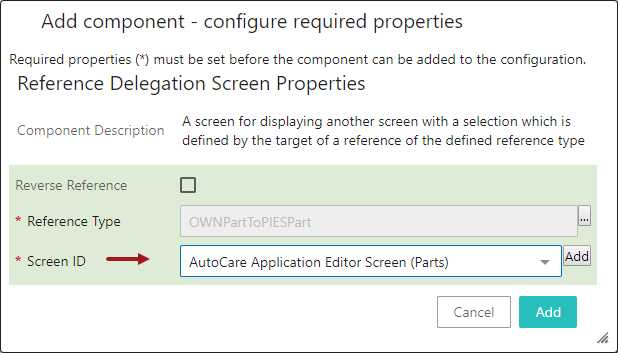 Add component - configure required properties
Required properties (*) must be set before the component can be added to the configuration.
Reference Delegation Screen Properties
Component Description A screen for displaying another screen with a selection which is
defined by the target of a reference of the defined reference type
Reverse Reference
* Reference Type OWNPartToPIESPart ...
* Screen ID AutoCare Application Editor Screen (Parts) Add
Cancel Add